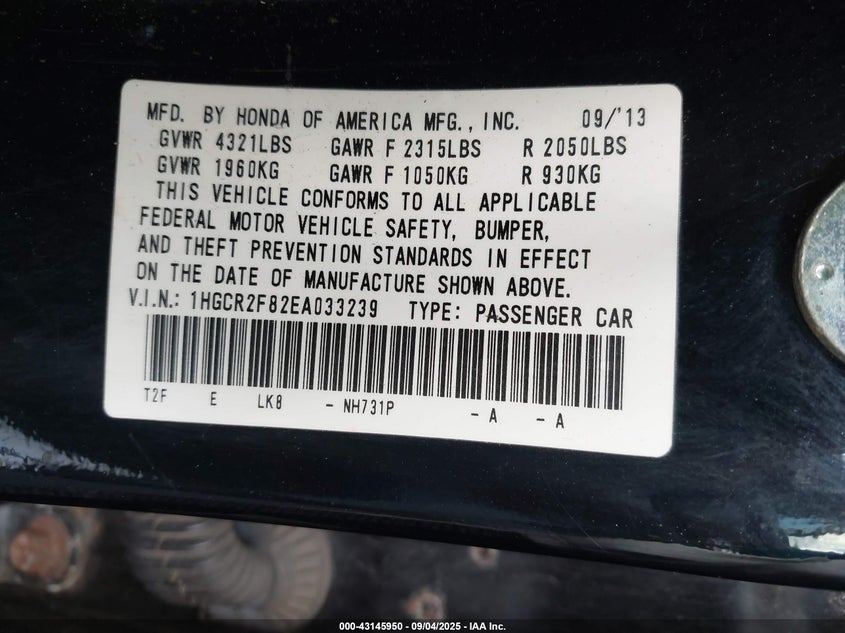 MFD. BY HONDA OF AMERICA MFG., INC. 09/'13
GVWR 4321LBS GAWR F 2315LBS R 2050LBS
GVWR 1960KG GAWR F 1050KG R 930KG
THIS VEHICLE CONFORMS TO ALL APPLICABLE
FEDERAL MOTOR VEHICLE SAFETY, BUMPER,
AND THEFT PREVENTION STANDARDS IN EFFECT
ON THE DATE OF MANUFACTURE SHOWN ABOVE.
V.I.N.: 1HGCR2F82EA033239 TYPE: PASSENGER CAR
T2F E LK8 - NH731P - A - A
000-43145950 - 09/04/2025 - IAA Inc.